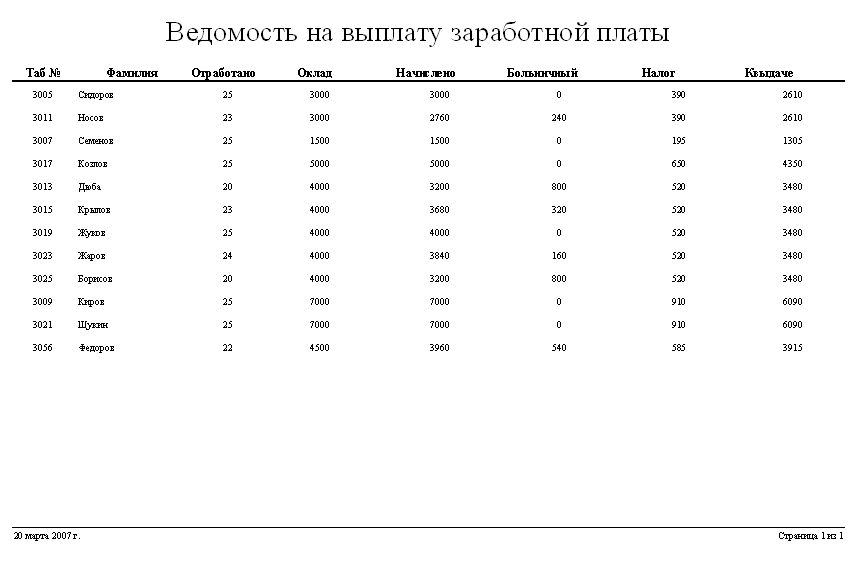 Ведомость на выплату заработной платы
Таб № Фамилия Отработано Оклад Начислено Больничный Налог Квыдаче
3005 Сидоров 25 3000 3000 0 390 2610
3011 Носов 23 3000 2760 240 390 2610
3007 Семенов 25 1500 1500 0 195 1305
3017 Козлов 25 5000 5000 0 650 4350
3013 Дюба 20 4000 3200 800 520 3480
3015 Крылов 23 4000 3680 320 520 3480
3019 Жуков 25 4000 4000 0 520 3480
3023 Жаров 24 4000 3840 160 520 3480
3025 Борисов 20 4000 3200 800 520 3480
3009 Киров 25 7000 7000 0 910 6090
3021 Щукин 25 7000 7000 0 910 6090
3056 Федоров 22 4500 3960 540 585 3915
20 марта 2007 г. Страница 1 из 1